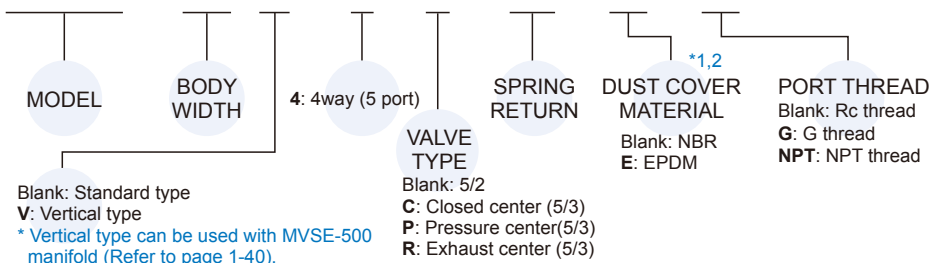 MODEL
BODY
WIDTH
4: 4way (5 port)
VALVE
TYPE
Blank: 5/2
C: Closed center (5/3)
P: Pressure center(5/3)
R: Exhaust center (5/3)
SPRING
RETURN
*1,2
DUST COVER
MATERIAL
Blank: NBR
E: EPDM
PORT THREAD
Blank: Rc thread
G: G thread
NPT: NPT thread
Blank: Standard type
V: Vertical type
* Vertical type can be used with MVSE-500
manifold (Refer to page 1-40).